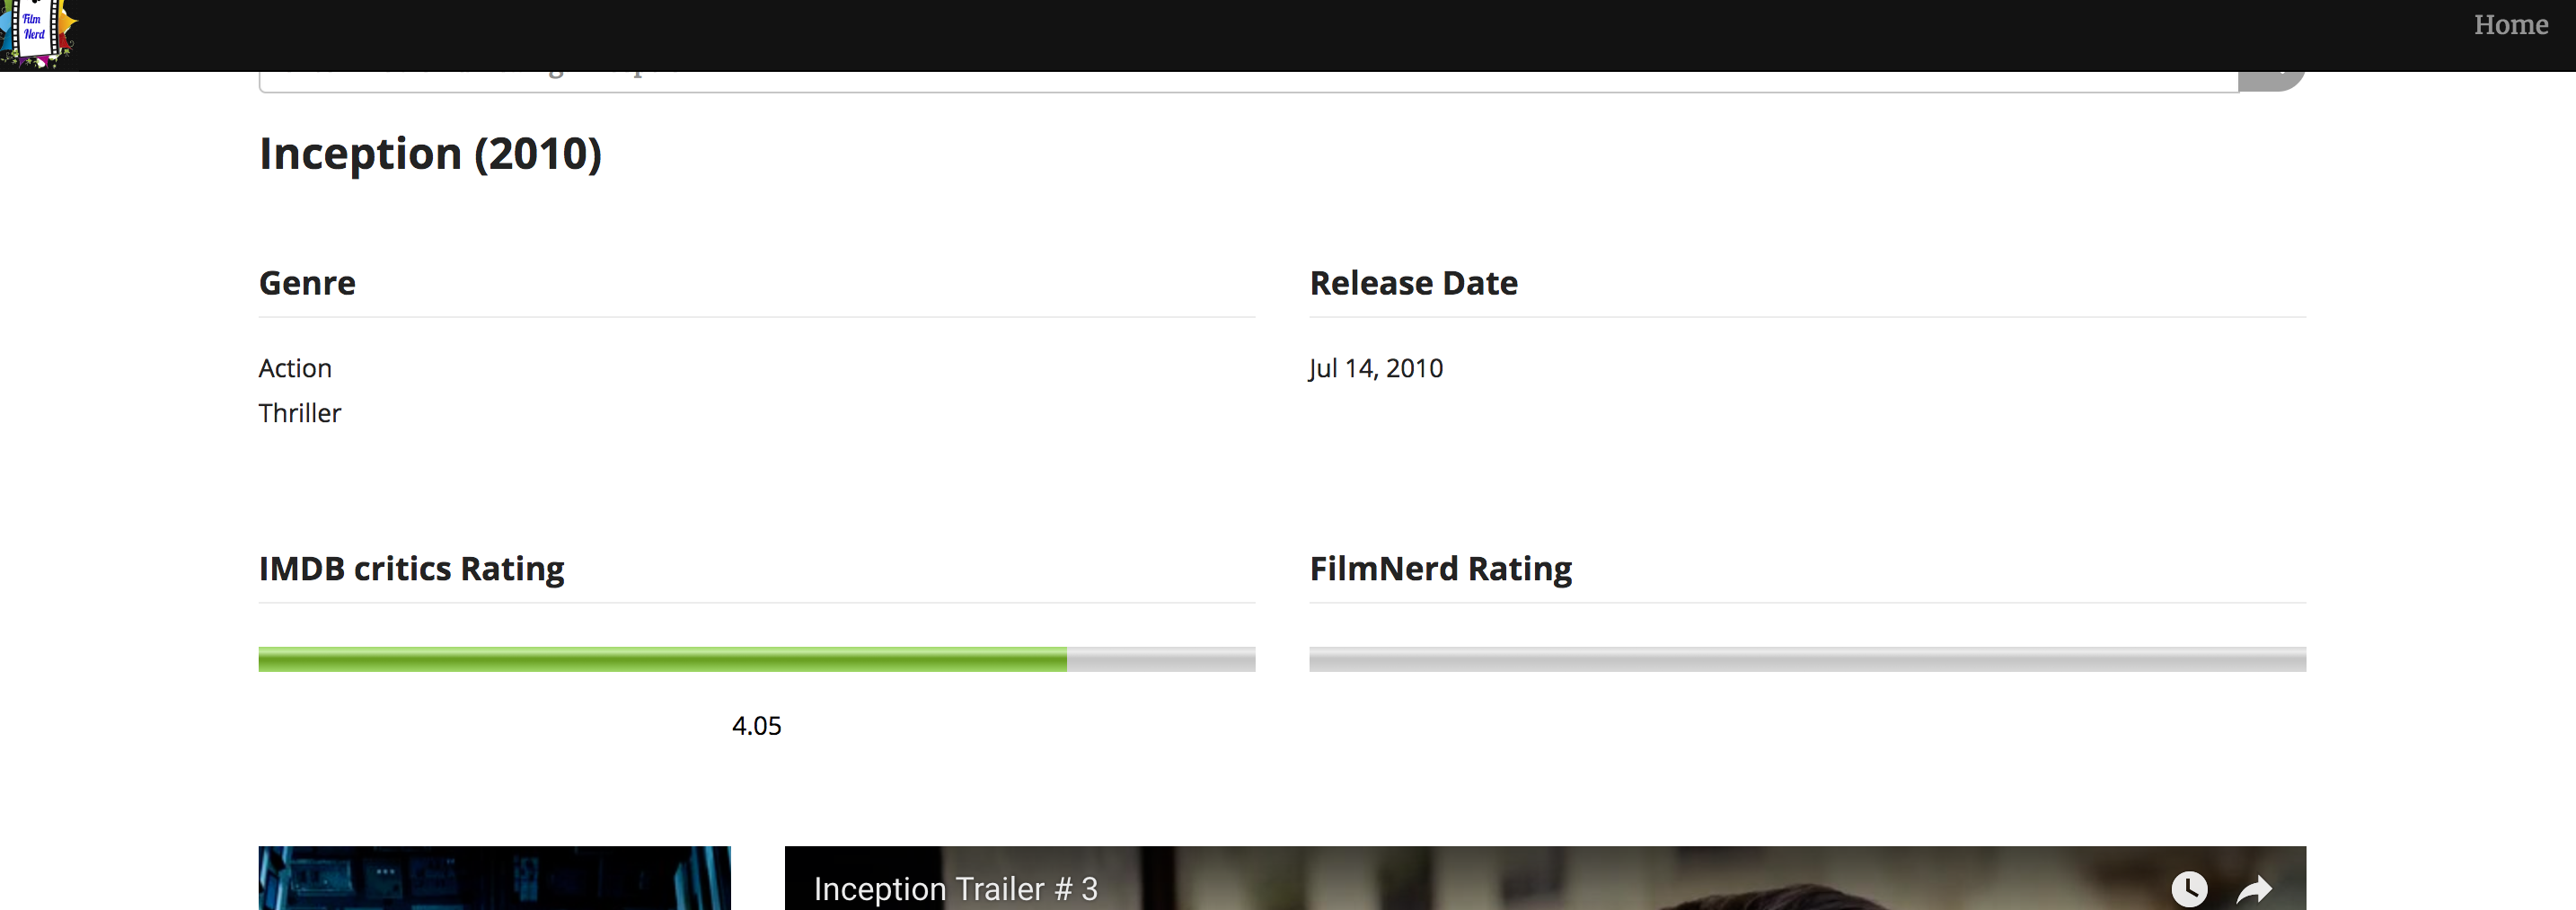 Film
Nerd
Home
Inception (2010)
Genre
Release Date
Action
Jul 14, 2010
Thriller
IMDB critics Rating
FilmNerd Rating
4.05
Inception Trailer # 3